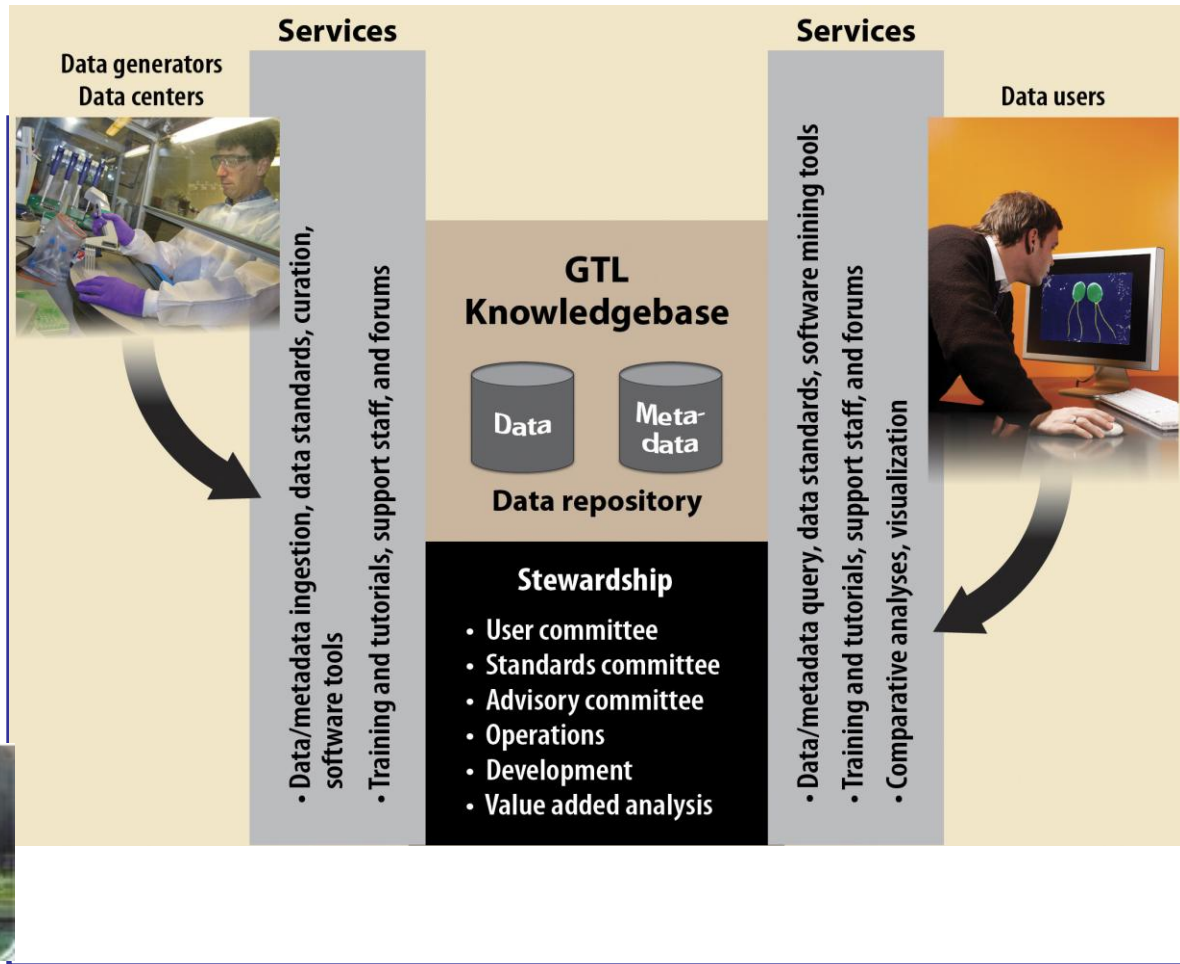 Services
Data generators
Data centers
• Data/metadata ingestion, data standards, curation,
software tools
• Training and tutorials, support staff, and forums
GTL
Knowledgebase
Data
Meta-
data
Data repository
Stewardship
• User committee
• Standards committee
• Advisory committee
• Operations
• Development
• Value added analysis
Services
• Data/metadata query, data standards, software mining tools
• Training and tutorials, support staff, and forums
• Comparative analyses, visualization
Data users